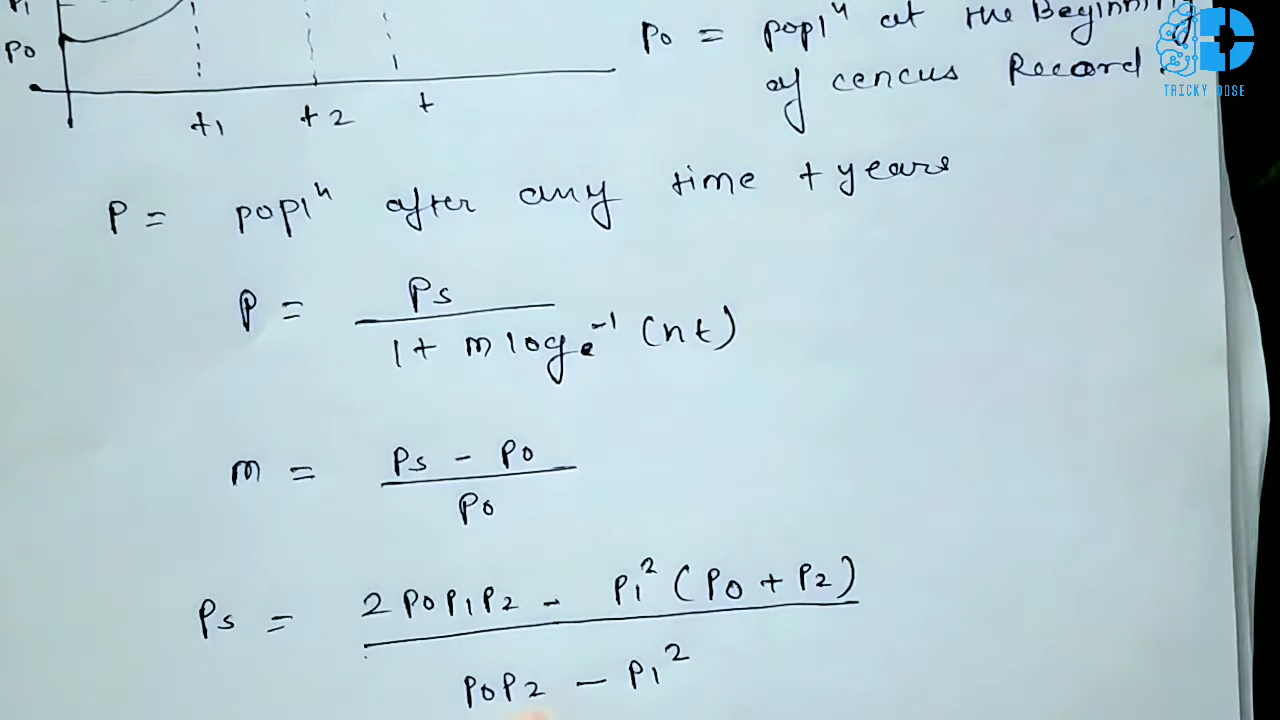 P1
P0
t1 t2 t
P0 = popl^n at the Beginning
of cencus Record.
TRICKY DOSE
P = popl^n after any time t years
P = Ps / 1 + m log e^-1 (nt)
m = Ps - P0 / P0
Ps = 2 P0 P1 P2 - P1^2 (P0 + P2) / P0 P2 - P1^2